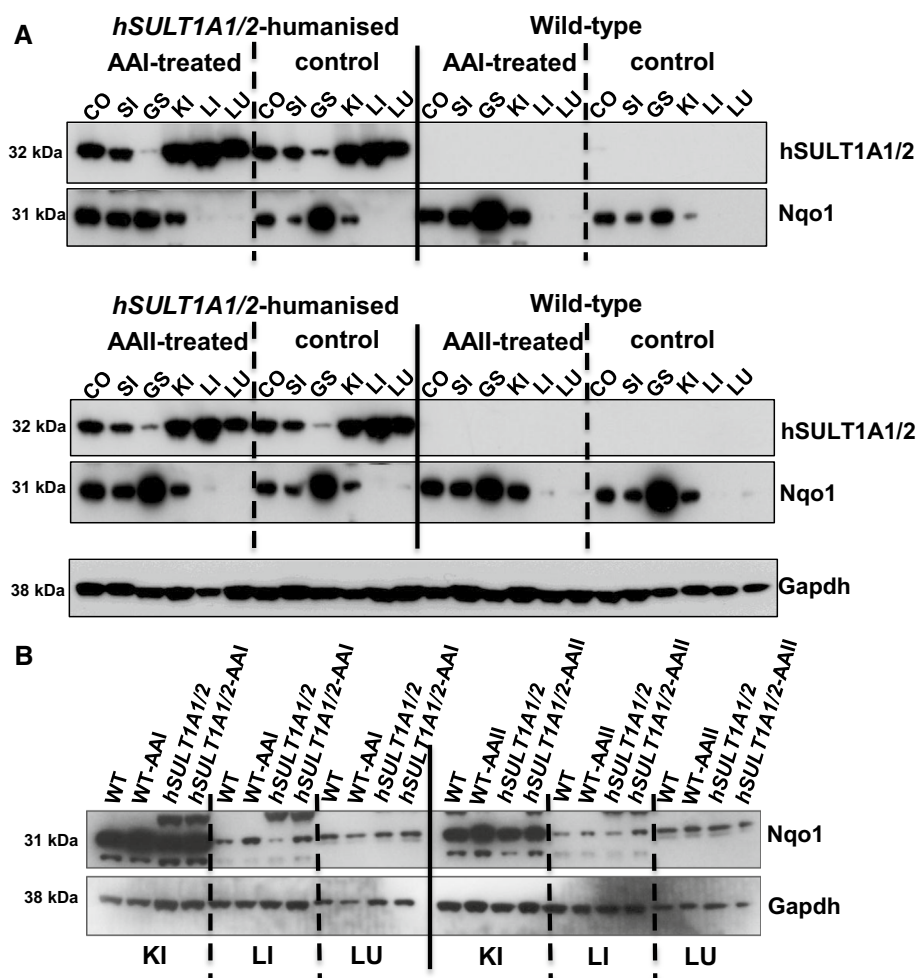 A
hSULT1A1/2-humanised Wild-type
AAI-treated control AAI-treated control
CO SI GS KI LI LU CO SI GS KI LI LU CO SI GS KI LI LU CO SI GS KI LI LU
32 kDa hSULT1A1/2
31 kDa Nqo1
hSULT1A1/2-humanised Wild-type
AAII-treated control AAII-treated control
CO SI GS KI LI LU CO SI GS KI LI LU CO SI GS KI LI LU CO SI GS KI LI LU
32 kDa hSULT1A1/2
31 kDa Nqo1
38 kDa Gapdh
B
WT WT-AAI hSULT1A1/2 hSULT1A1/2-AAI WT WT-AAI hSULT1A1/2 hSULT1A1/2-AAI WT WT-AAI hSULT1A1/2 hSULT1A1/2-AAI WT WT-AAII hSULT1A1/2 hSULT1A1/2-AAII WT WT-AAII hSULT1A1/2 hSULT1A1/2-AAII WT WT-AAII hSULT1A1/2 hSULT1A1/2-AAII
31 kDa Nqo1
38 kDa Gapdh
KI LI LU KI LI LU